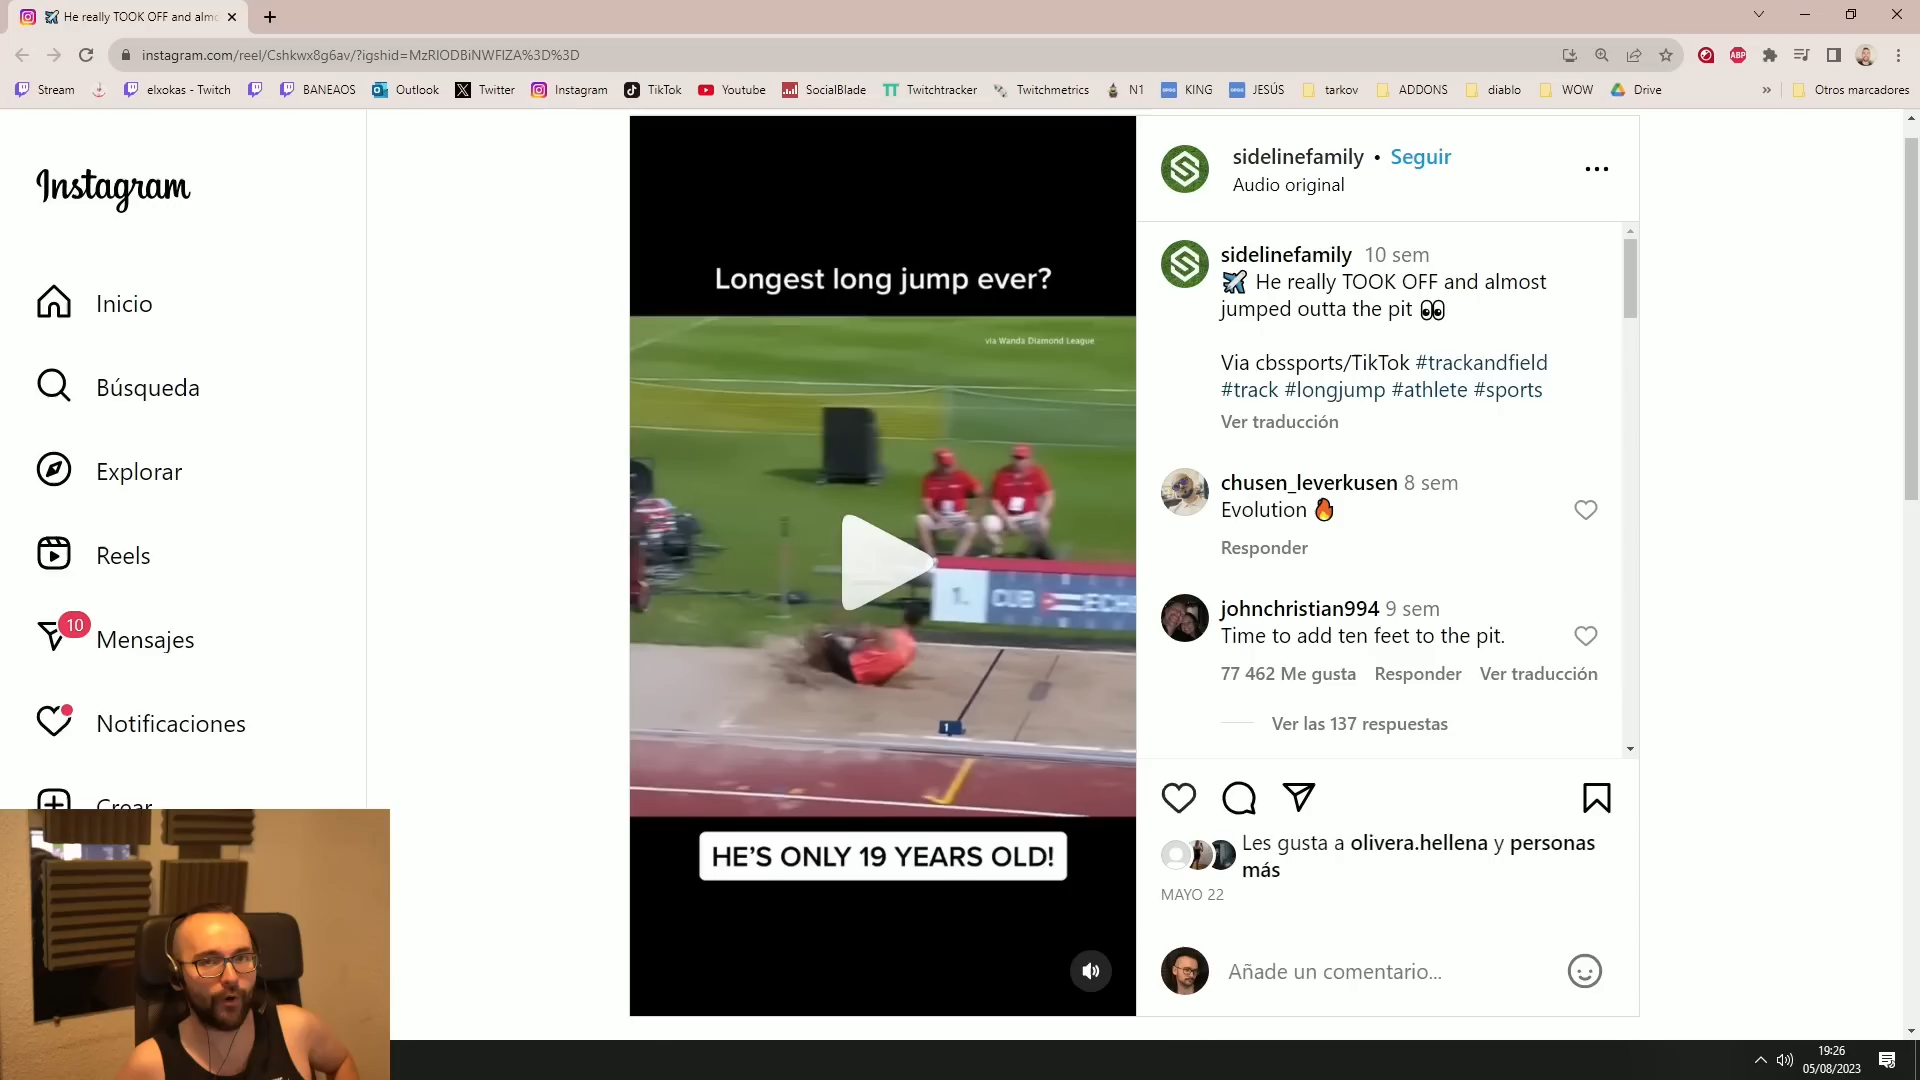 He really TOOK OFF and almo
instagram.com/reel/Cshkwx8g6av/?igshid=MzRlODBiNWFlZA%3D%3D
ABP
Stream
elxokas - Twitch
BANEAOS
Outlook
Twitter
Instagram
TikTok
Youtube
SocialBlade
Twitchtracker
Twitchmetrics
N1
KING
JESÚS
tarkov
ADDONS
diablo
WOW
Drive
»
Otros marcadores
Instagram
Inicio
Búsqueda
Explorar
Reels
10
Mensajes
Notificaciones
Crear
Longest long jump ever?
via Wanda Diamond League
1. CUB ECHE
1
HE'S ONLY 19 YEARS OLD!
sidelinefamily • Seguir
Audio original
sidelinefamily 10 sem
✈️ He really TOOK OFF and almost
jumped outta the pit 👀
Via cbssports/TikTok #trackandfield
#track #longjump #athlete #sports
Ver traducción
chusen_leverkusen 8 sem
Evolution 🔥
Responder
johnchristian994 9 sem
Time to add ten feet to the pit.
77 462 Me gusta Responder Ver traducción
Ver las 137 respuestas
Les gusta a olivera.hellena y personas
más
MAYO 22
Añade un comentario...
19:26
05/08/2023